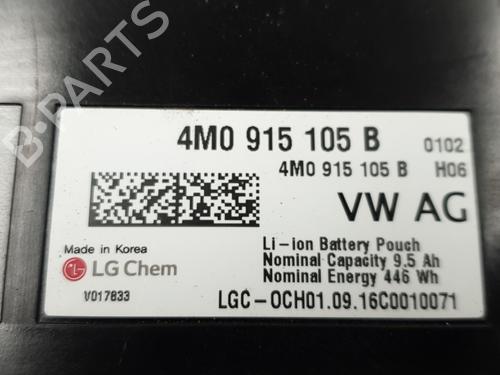 B-PARTS
4M0 915 105 B 0102
4M0 915 105 B H06
VW AG
Made in Korea
LG Chem
V017833
Li-ion Battery Pouch
Nominal Capacity 9.5 Ah
Nominal Energy 446 Wh
LGC-OCH01.09.16C0010071